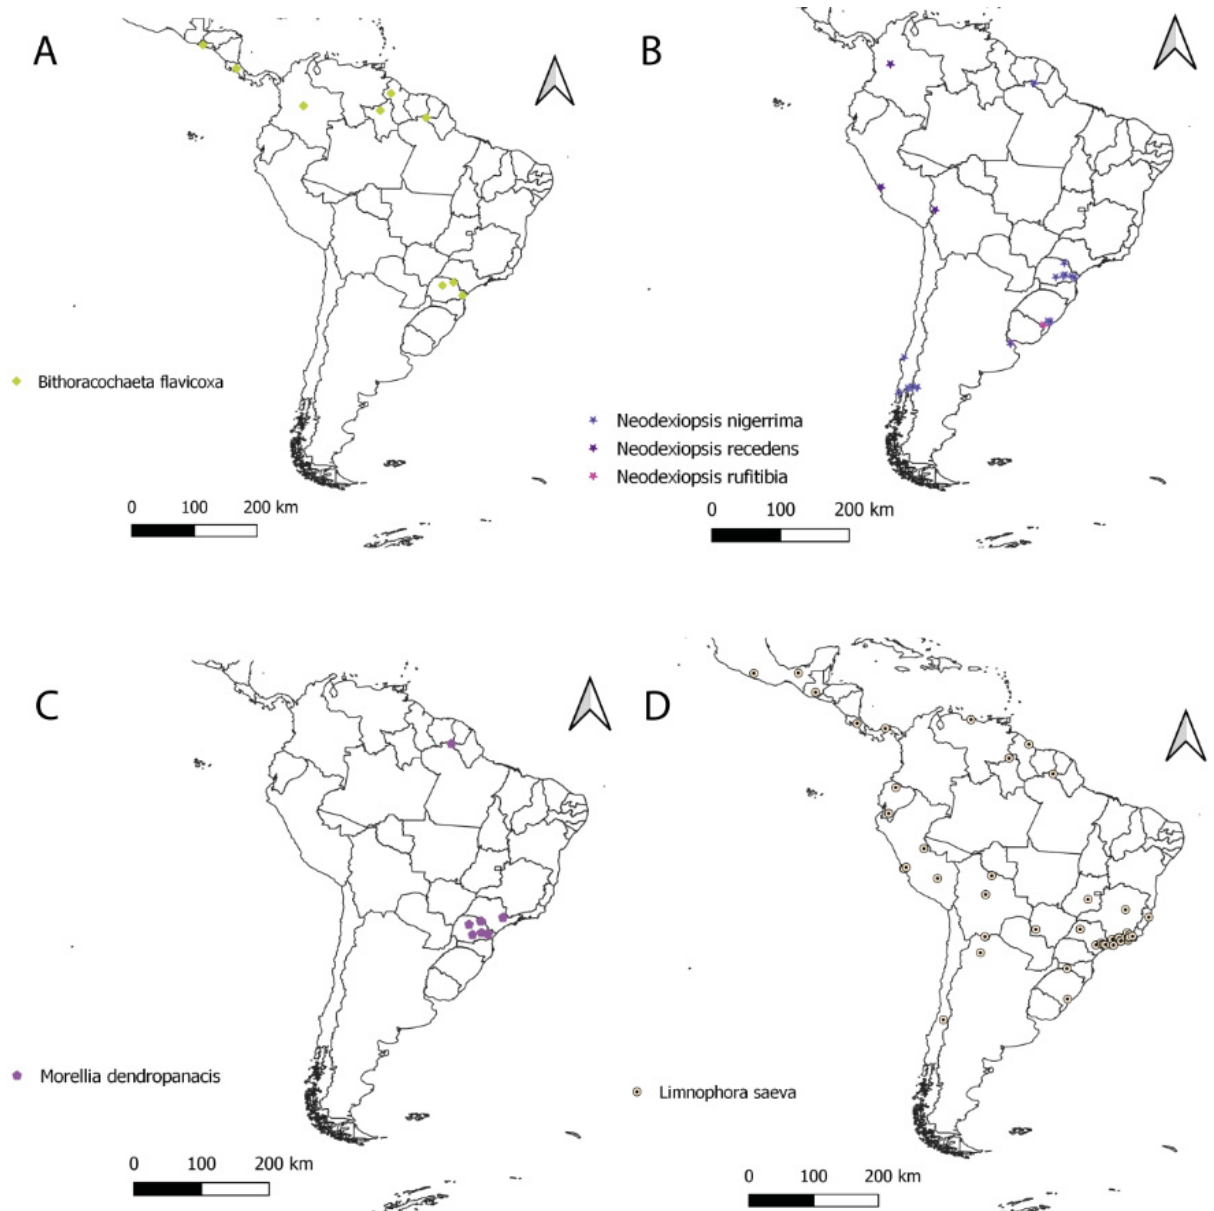 A
B
Bithoracochaeta flavicoxa
Neodexiopsis nigerrima
Neodexiopsis recedens
Neodexiopsis rufitibia
0 100 200 km
0 100 200 km
C
D
Morellia dendropanacis
Limnophora saeva
0 100 200 km
0 100 200 km